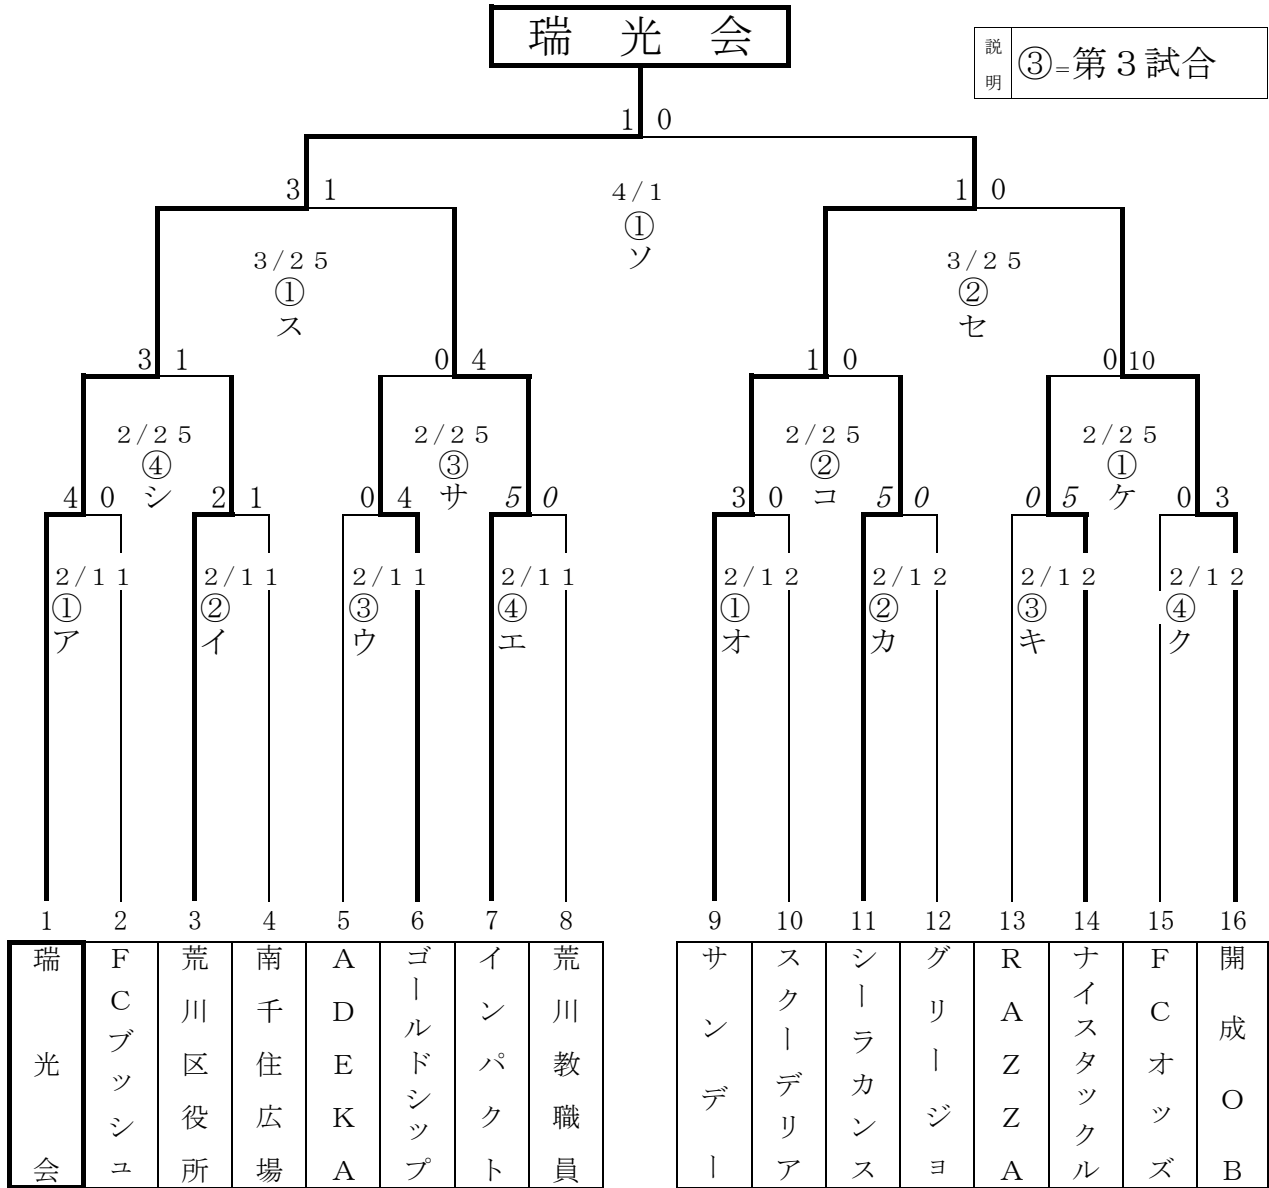 瑞 光 会
説明 ③=第３試合
1 0
3 1
4/1
①
ソ
1 0
3/25
①
ス
3/25
②
セ
3 1
0 4
1 0
0 10
2/25
④
シ
2/25
③
サ
2/25
②
コ
2/25
①
ケ
4 0
2 1
0 4
5 0
3 0
5 0
0 5
0 3
2/11
①
ア
2/11
②
イ
2/11
③
ウ
2/11
④
エ
2/12
①
オ
2/12
②
カ
2/12
③
キ
2/12
④
ク
1 2 3 4 5 6 7 8 9 10 11 12 13 14 15 16
瑞光会
ＦＣブッシュ
荒川区役所
南千住広場
ＡＤＥＫＡ
ゴールドシップ
インパクト
荒川教職員
サンデー
スクーデリア
シーラカンス
グリージョ
ＲＡＺＺＡ
ナイスタックル
ＦＣオッズ
開成ＯＢ